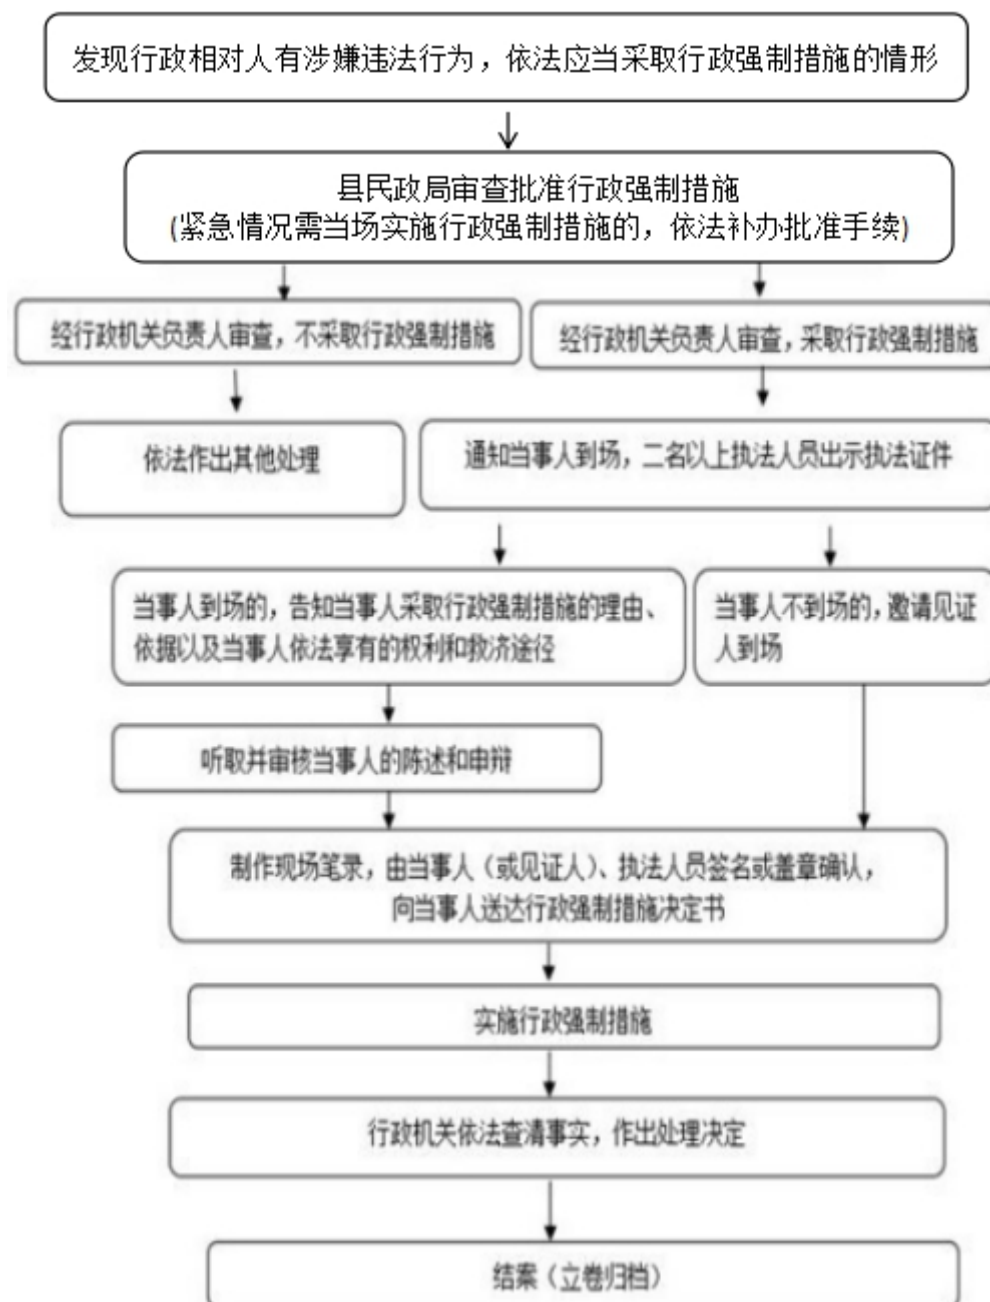 发现行政相对人有涉嫌违法行为，依法应当采取行政强制措施的情形
县民政局审查批准行政强制措施
(紧急情况需当场实施行政强制措施的，依法补办批准手续)
经行政机关负责人审查，不采取行政强制措施
经行政机关负责人审查，采取行政强制措施
依法作出其他处理
通知当事人到场，二名以上执法人员出示执法证件
当事人到场的，告知当事人采取行政强制措施的理由、
依据以及当事人依法享有的权利和救济途径
当事人不到场的，邀请见证
人到场
听取并审核当事人的陈述和申辩
制作现场笔录，由当事人（或见证人）、执法人员签名或盖章确认，
向当事人送达行政强制措施决定书
实施行政强制措施
行政机关依法查清事实，作出处理决定
结案（立卷归档）